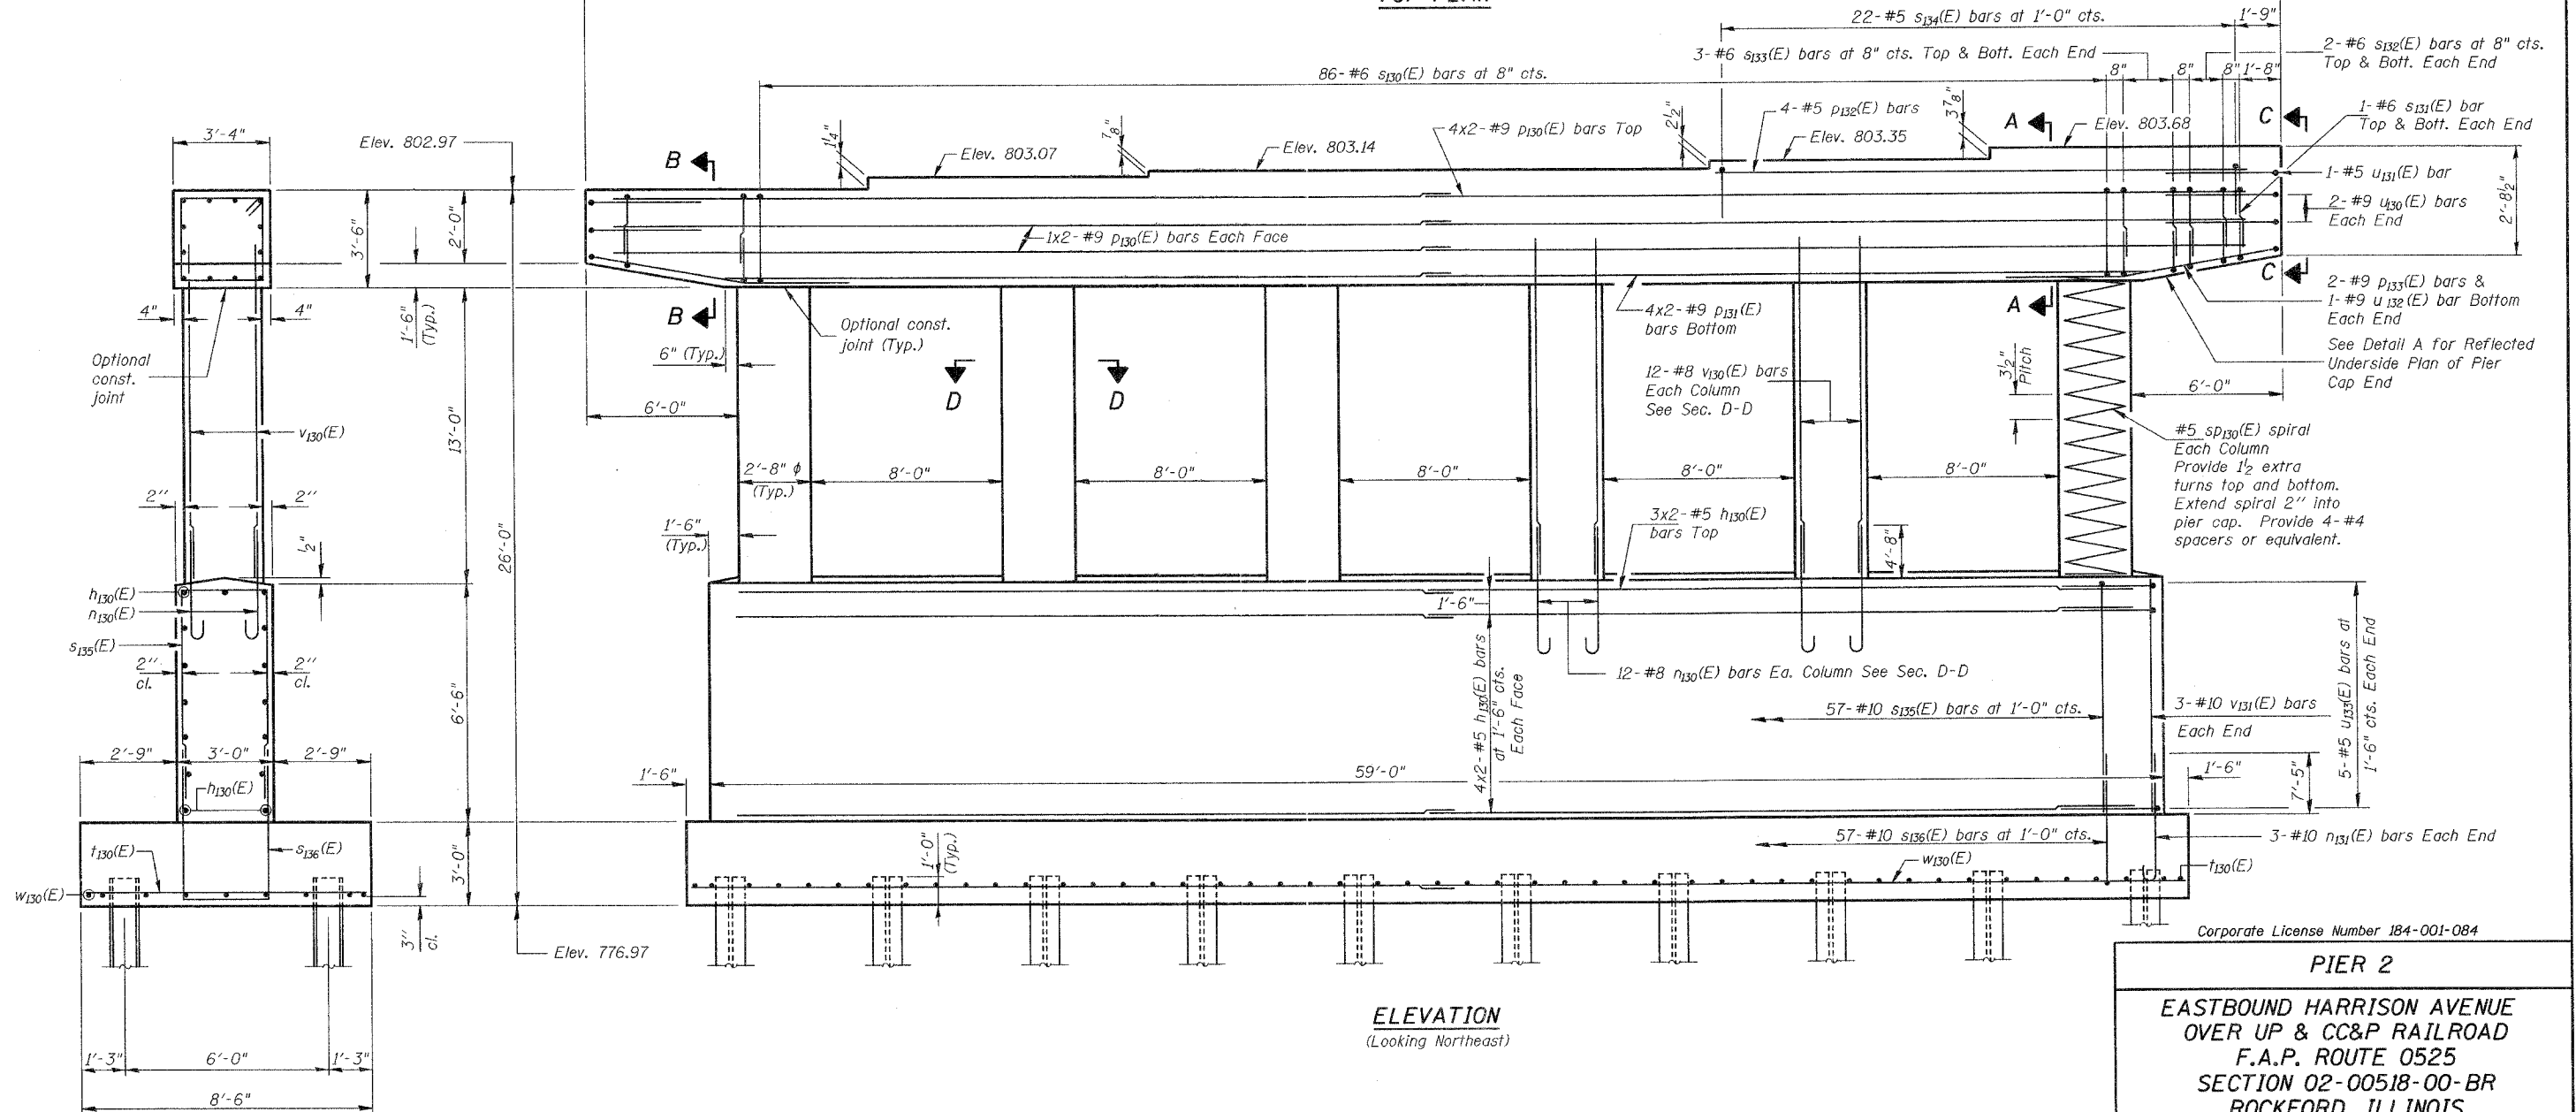 22-#5 s134(E) bars at 1'-0" cts.
1'-9"
3-#6 s133(E) bars at 8" cts. Top & Bott. Each End
2-#6 s132(E) bars at 8" cts.
Top & Bott. Each End
86-#6 s130(E) bars at 8" cts.
8"
8"
8"
1'-8"
1-#6 s131(E) bar
Top & Bott. Each End
3'-4"
Elev. 802.97
B
1¼"
Elev. 803.07
7/8"
4x2-#9 p130(E) bars Top
Elev. 803.14
2½"
4-#5 p132(E) bars
Elev. 803.35
3 7/8"
A
Elev. 803.68
C
1-#5 u131(E) bar
2-#9 u130(E) bars
Each End
2'-8½"
3'-6"
2'-0"
1x2-#9 p130(E) bars Each Face
C
2-#9 p133(E) bars &
1-#9 u132(E) bar Bottom
Each End
4"
4"
1'-6"
(Typ.)
B
Optional const.
joint (Typ.)
4x2-#9 p131(E)
bars Bottom
A
See Detail A for Reflected
Underside Plan of Pier
Cap End
Optional
const.
joint
6" (Typ.)
D
D
12-#8 v130(E) bars
Each Column
See Sec. D-D
3½"
Pitch
6'-0"
6'-0"
v130(E)
13'-0"
#5 sp130(E) spiral
Each Column
Provide 1½ extra
turns top and bottom.
Extend spiral 2" into
pier cap. Provide 4-#4
spacers or equivalent.
2'-8" ϕ
(Typ.)
8'-0"
8'-0"
8'-0"
8'-0"
8'-0"
2"
2"
½"
26'-0"
1'-6"
(Typ.)
3x2-#5 h130(E)
bars Top
4'-8"
h130(E)
n130(E)
s135(E)
1'-6"
2"
cl.
2"
cl.
6'-6"
4x2-#5 h130(E) bars
at 1'-6" cts.
Each Face
12-#8 n130(E) bars Ea. Column See Sec. D-D
57-#10 s135(E) bars at 1'-0" cts.
3-#10 v131(E) bars
Each End
5-#5 u133(E) bars at
1'-6" cts. Each End
2'-9"
3'-0"
2'-9"
h130(E)
1'-6"
59'-0"
7'-5"
1'-6"
t130(E)
s136(E)
3'-0"
1'-0"
(Typ.)
57-#10 s136(E) bars at 1'-0" cts.
3-#10 n131(E) bars Each End
w130(E)
w130(E)
t130(E)
3"
cl.
Elev. 776.97
Corporate License Number 184-001-084
PIER 2
ELEVATION
(Looking Northeast)
EASTBOUND HARRISON AVENUE
OVER UP & CC&P RAILROAD
F.A.P. ROUTE 0525
SECTION 02-00518-00-BR
ROCKFORD, ILLINOIS
1'-3"
6'-0"
1'-3"
8'-6"